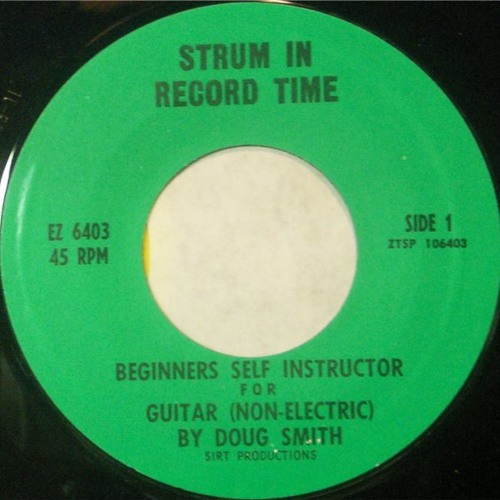 STRUM IN
RECORD TIME
EZ 6403
45 RPM
SIDE 1
ZTSP 106403
BEGINNERS SELF INSTRUCTOR
FOR
GUITAR (NON-ELECTRIC)
BY DOUG SMITH
SIRT PRODUCTIONS